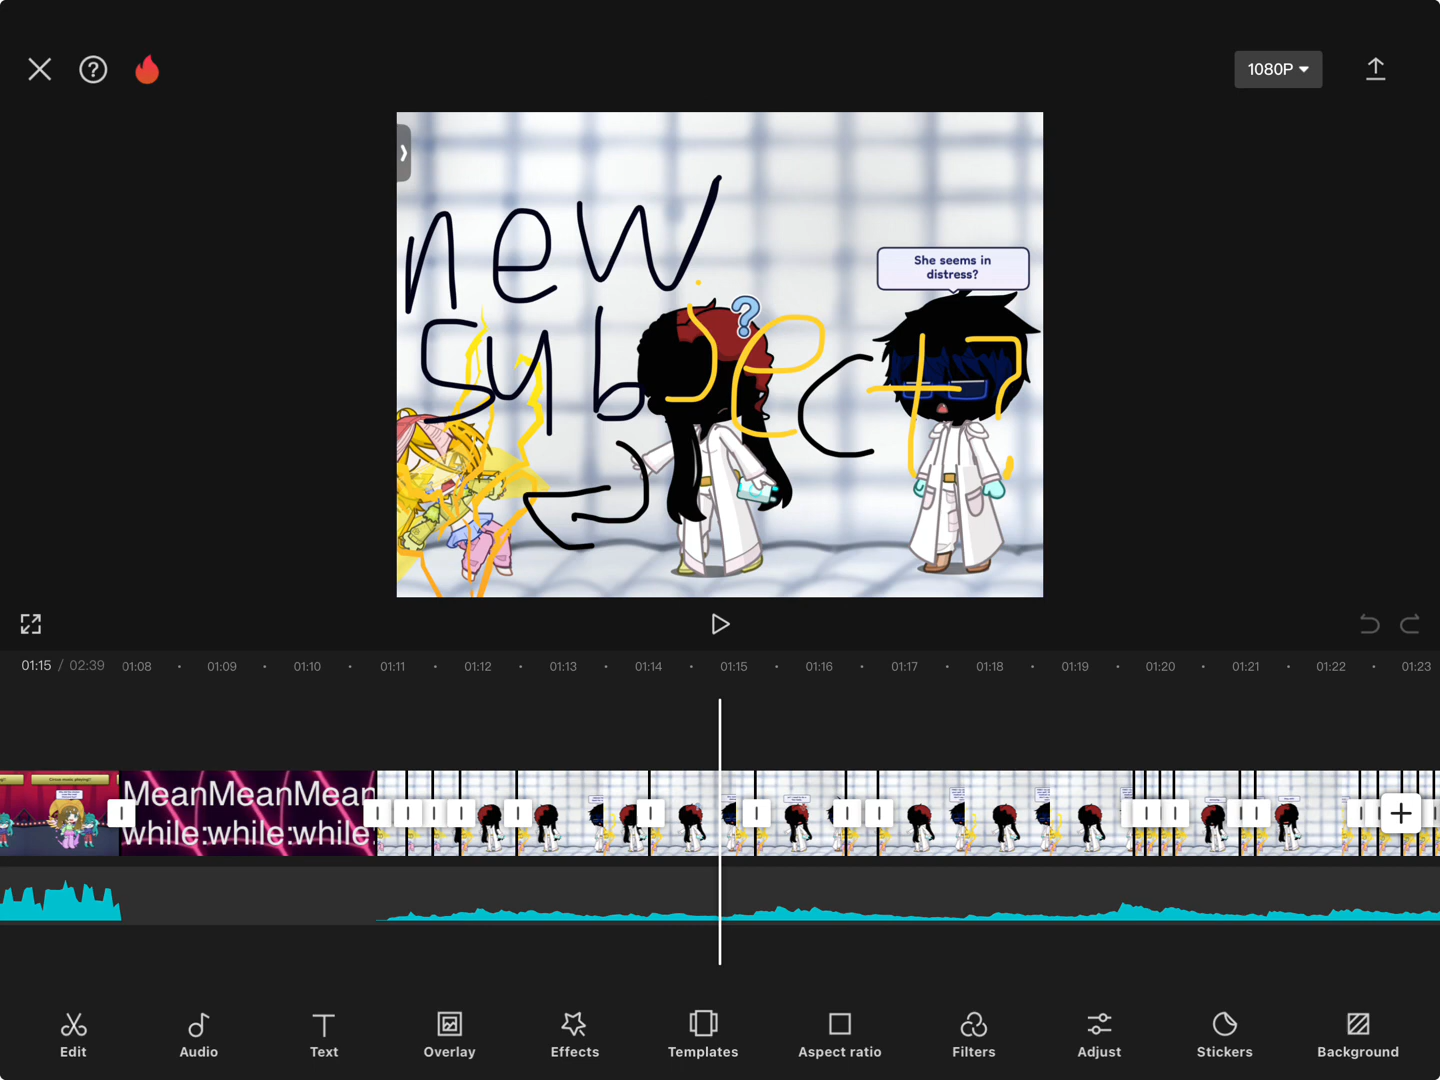 1080P
new
sybject?
She seems in
distress?
01:15 / 02:39 01:08 01:09 01:10 01:11 01:12 01:13 01:14 01:15 01:16 01:17 01:18 01:19 01:20 01:21 01:22 01:23
MeanMeanMean
while:while:while:
Edit Audio Text Overlay Effects Templates Aspect ratio Filters Adjust Stickers Background